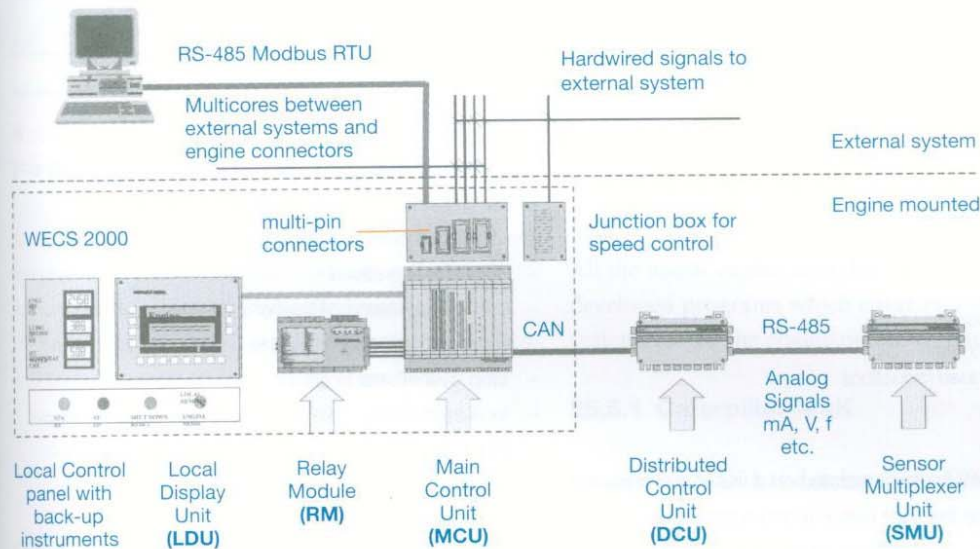 RS-485 Modbus RTU
Hardwired signals to
external system
Multicores between
external systems and
engine connectors
External system
Engine mounted
WECS 2000
multi-pin
connectors
Junction box for
speed control
CAN
RS-485
Analog
Signals
mA, V, f
etc.
Local Control
panel with
back-up
instruments
Local
Display
Unit
(LDU)
Relay
Module
(RM)
Main
Control
Unit
(MCU)
Distributed
Control
Unit
(DCU)
Sensor
Multiplexer
Unit
(SMU)